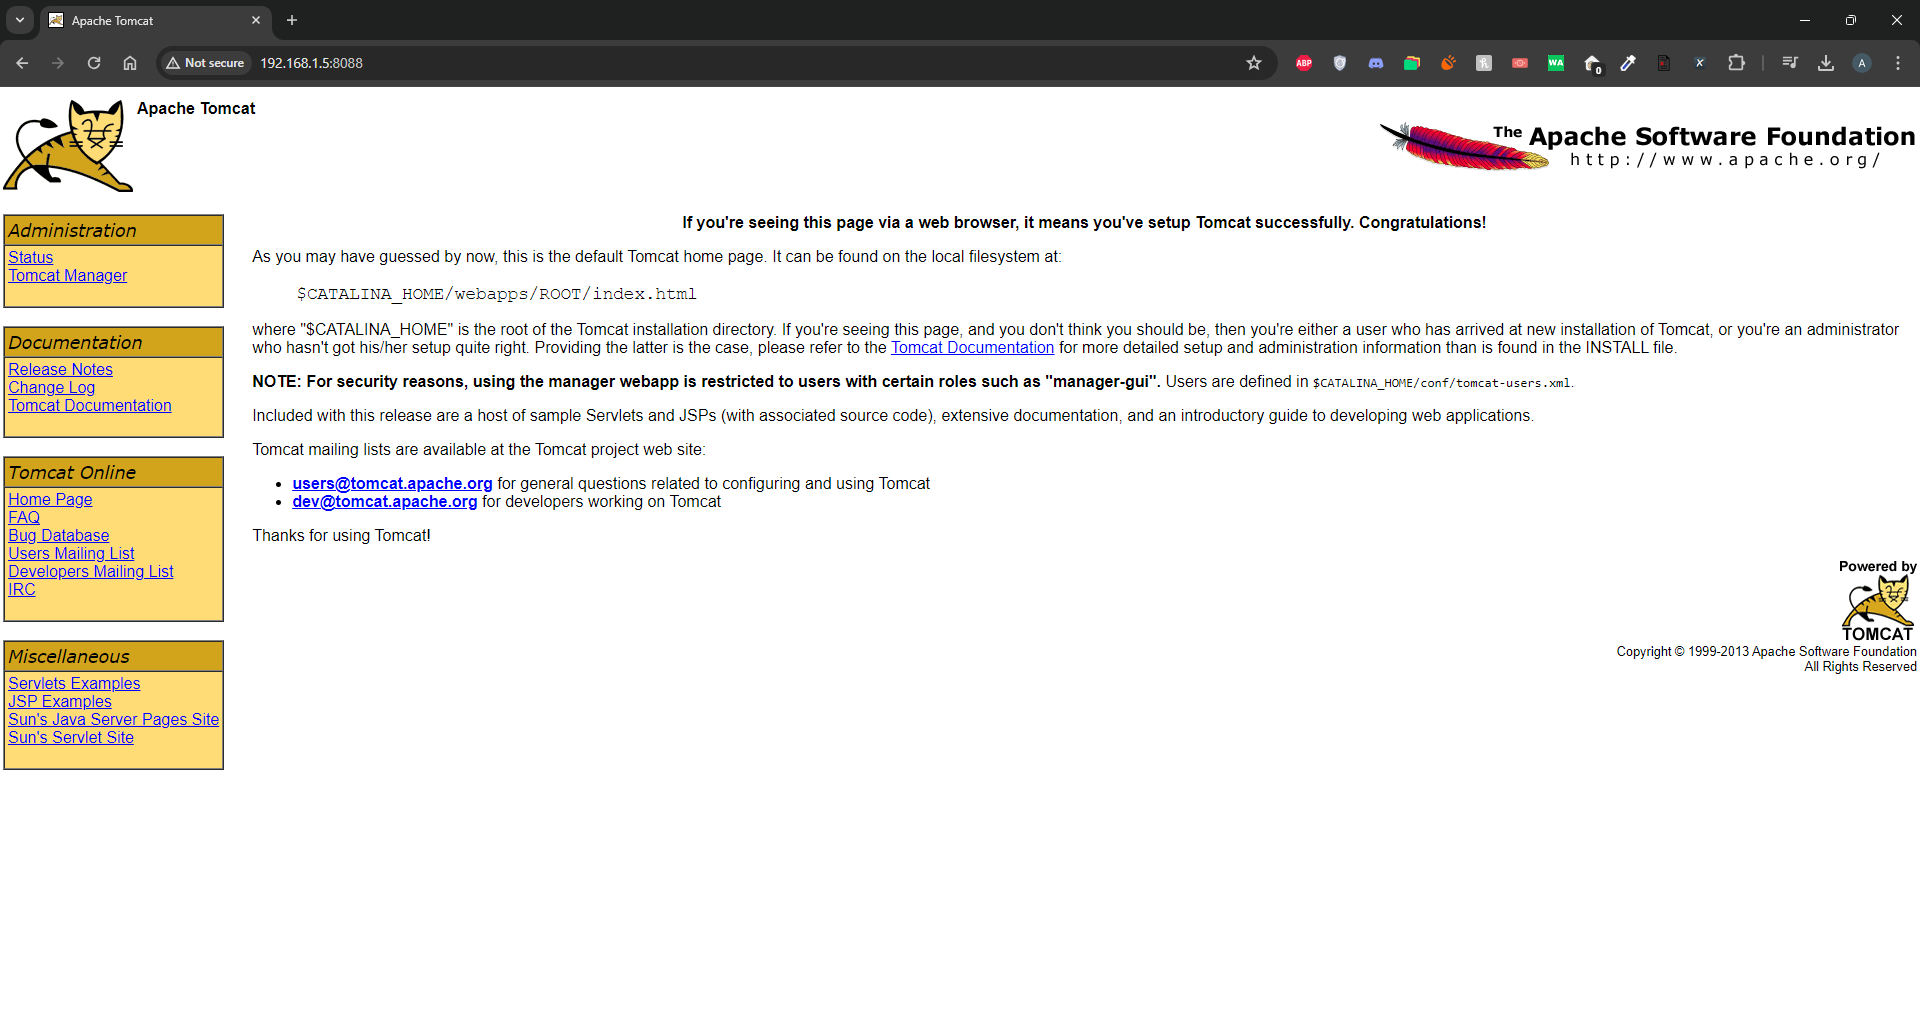 Apache Tomcat
Not secure
192.168.1.5:8088
ABP
WA
0
X
A
Apache Tomcat
The Apache Software Foundation
http://www.apache.org/
Administration
Status
Tomcat Manager
Documentation
Release Notes
Change Log
Tomcat Documentation
Tomcat Online
Home Page
FAQ
Bug Database
Users Mailing List
Developers Mailing List
IRC
Miscellaneous
Servlets Examples
JSP Examples
Sun's Java Server Pages Site
Sun's Servlet Site
If you're seeing this page via a web browser, it means you've setup Tomcat successfully. Congratulations!
As you may have guessed by now, this is the default Tomcat home page. It can be found on the local filesystem at:
$CATALINA_HOME/webapps/ROOT/index.html
where "$CATALINA_HOME" is the root of the Tomcat installation directory. If you're seeing this page, and you don't think you should be, then you're either a user who has arrived at new installation of Tomcat, or you're an administrator
who hasn't got his/her setup quite right. Providing the latter is the case, please refer to the Tomcat Documentation for more detailed setup and administration information than is found in the INSTALL file.
NOTE: For security reasons, using the manager webapp is restricted to users with certain roles such as "manager-gui". Users are defined in $CATALINA_HOME/conf/tomcat-users.xml.
Included with this release are a host of sample Servlets and JSPs (with associated source code), extensive documentation, and an introductory guide to developing web applications.
Tomcat mailing lists are available at the Tomcat project web site:
• users@tomcat.apache.org for general questions related to configuring and using Tomcat
• dev@tomcat.apache.org for developers working on Tomcat
Thanks for using Tomcat!
Powered by
TOMCAT
Copyright © 1999-2013 Apache Software Foundation
All Rights Reserved